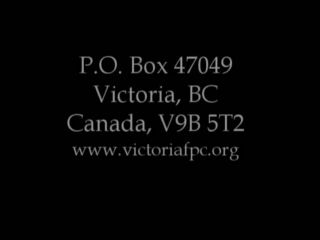 P.O. Box 47049
Victoria, BC
Canada, V9B 5T2
www.victoriafpc.org